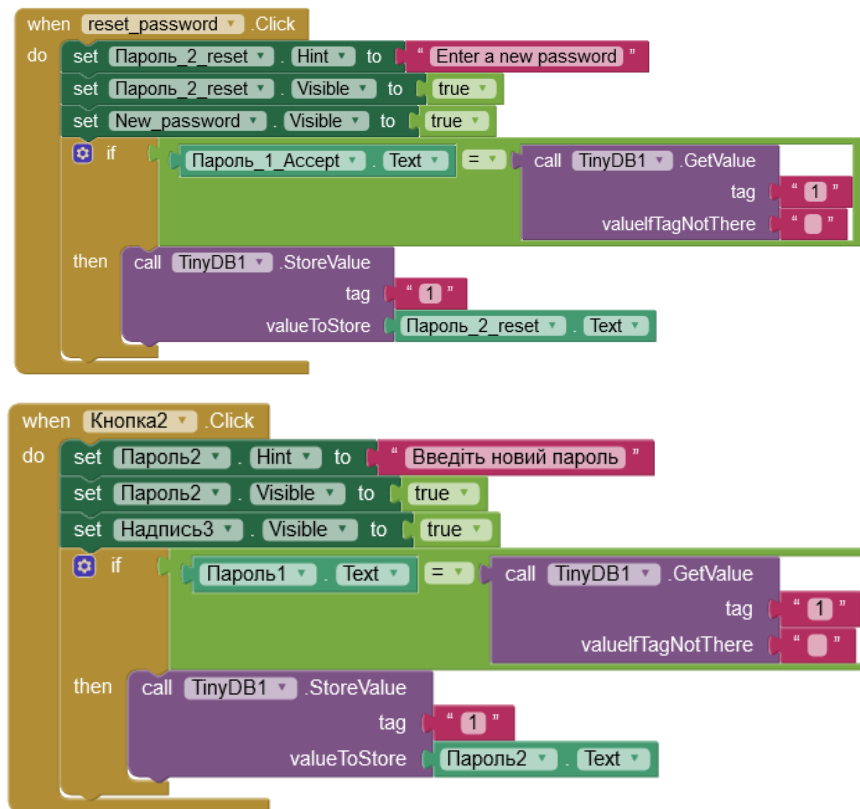 when reset_password .Click
do set Пароль_2_reset . Hint to " Enter a new password "
set Пароль_2_reset . Visible to true
set New_password . Visible to true
if Пароль_1_Accept . Text = call TinyDB1 .GetValue
tag " 1 "
valueIfTagNotThere " "
then call TinyDB1 .StoreValue
tag " 1 "
valueToStore Пароль_2_reset . Text
when Кнопка2 .Click
do set Пароль2 . Hint to " Введіть новий пароль "
set Пароль2 . Visible to true
set Надпись3 . Visible to true
if Пароль1 . Text = call TinyDB1 .GetValue
tag " 1 "
valueIfTagNotThere " "
then call TinyDB1 .StoreValue
tag " 1 "
valueToStore Пароль2 . Text